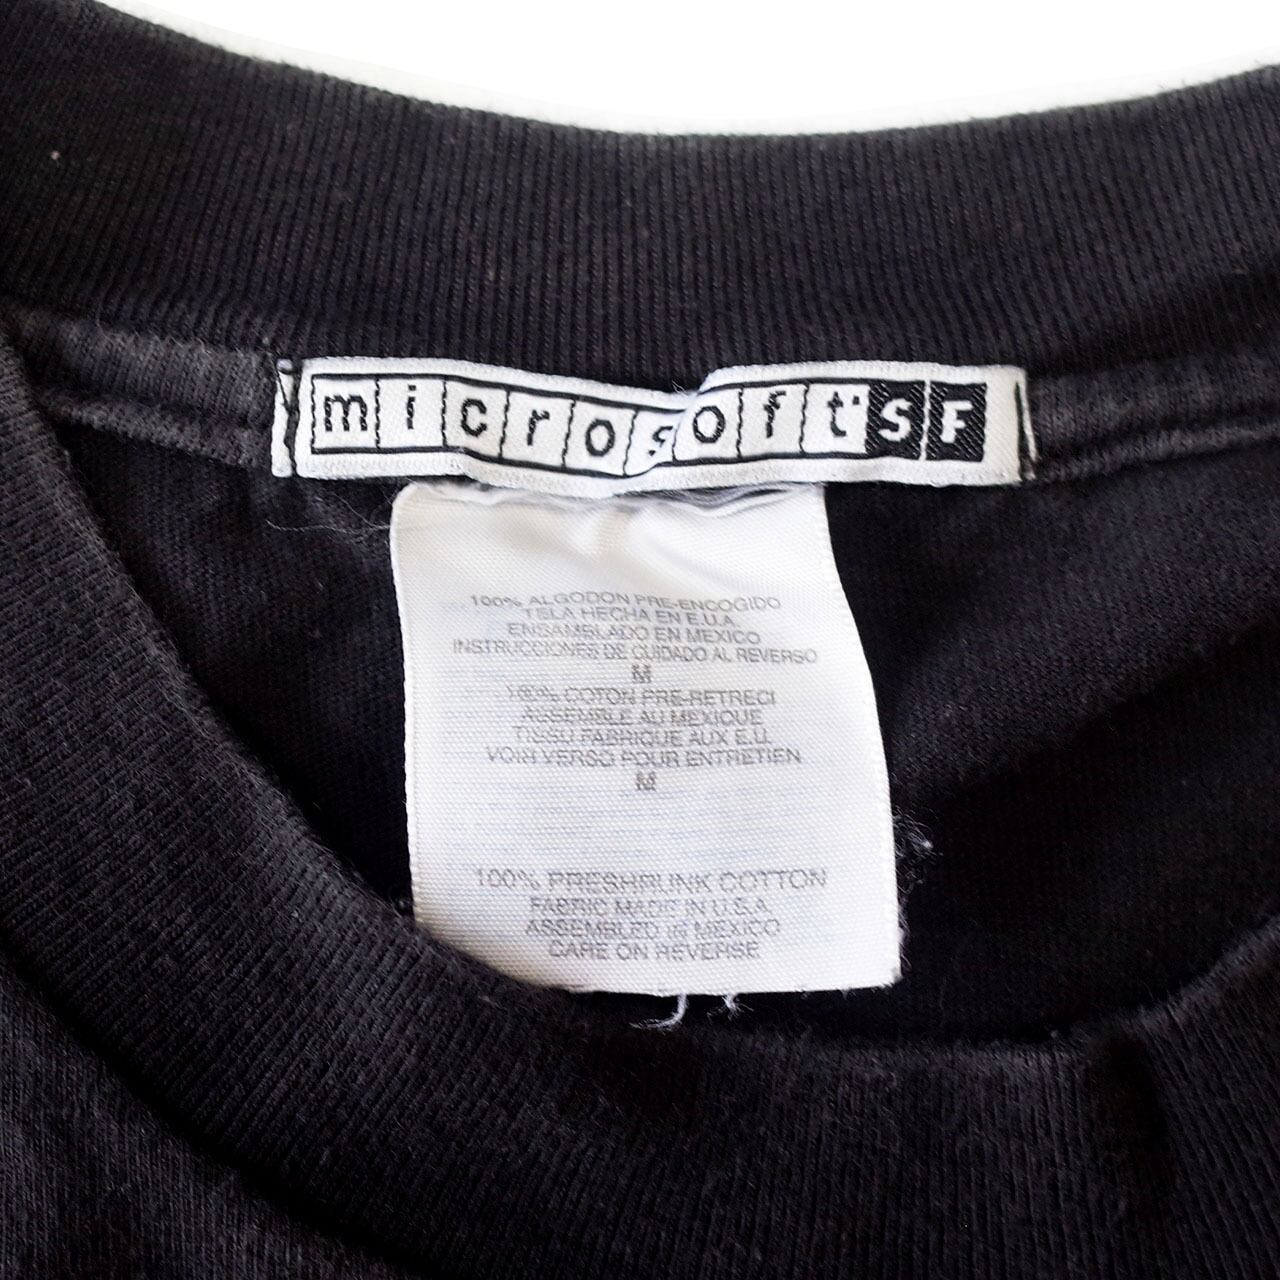 microsoft SF
100% ALGODON PRE-ENCOGIDO
TELA HECHA EN E.U.A.
ENSAMBLADO EN MEXICO
INSTRUCCIONES DE CUIDADO AL REVERSO
M
100% COTON PRE-RETRECI
ASSEMBLE AU MEXIQUE
TISSU FABRIQUE AUX E.U.
VOIR VERSO POUR ENTRETIEN
M
100% PRESHRUNK COTTON
FABRIC MADE IN U.S.A.
ASSEMBLED IN MEXICO
CARE ON REVERSE